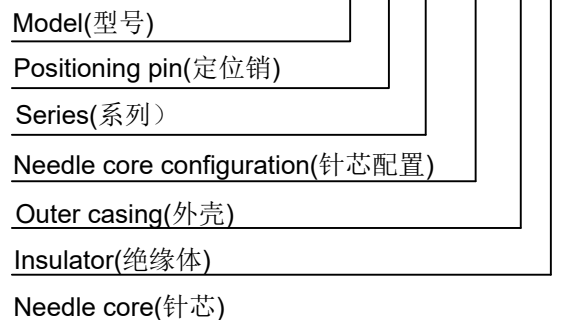 Model(型号)
Positioning pin(定位销)
Series(系列）
Needle core configuration(针芯配置)
Outer casing(外壳)
Insulator(绝缘体)
Needle core(针芯)